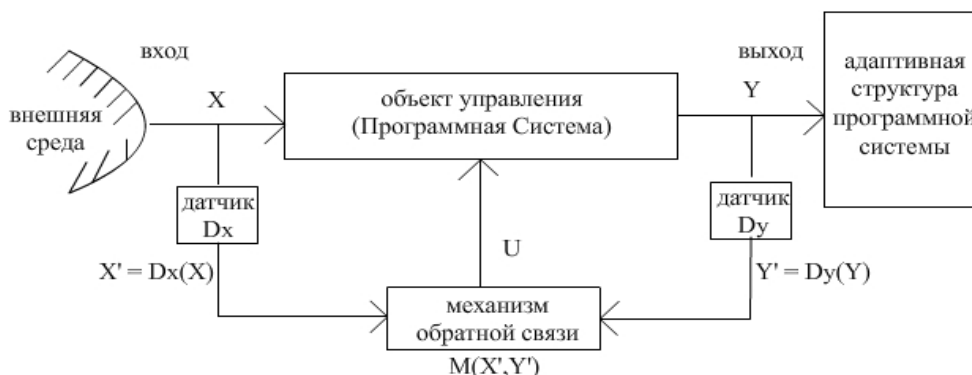 вход
X
внешняя
среда
объект управления
(Программная Система)
выход
Y
адаптивная
структура
программной
системы
датчик
Dx
датчик
Dy
X' = Dx(X)
U
Y' = Dy(Y)
механизм
обратной связи
M(X',Y')